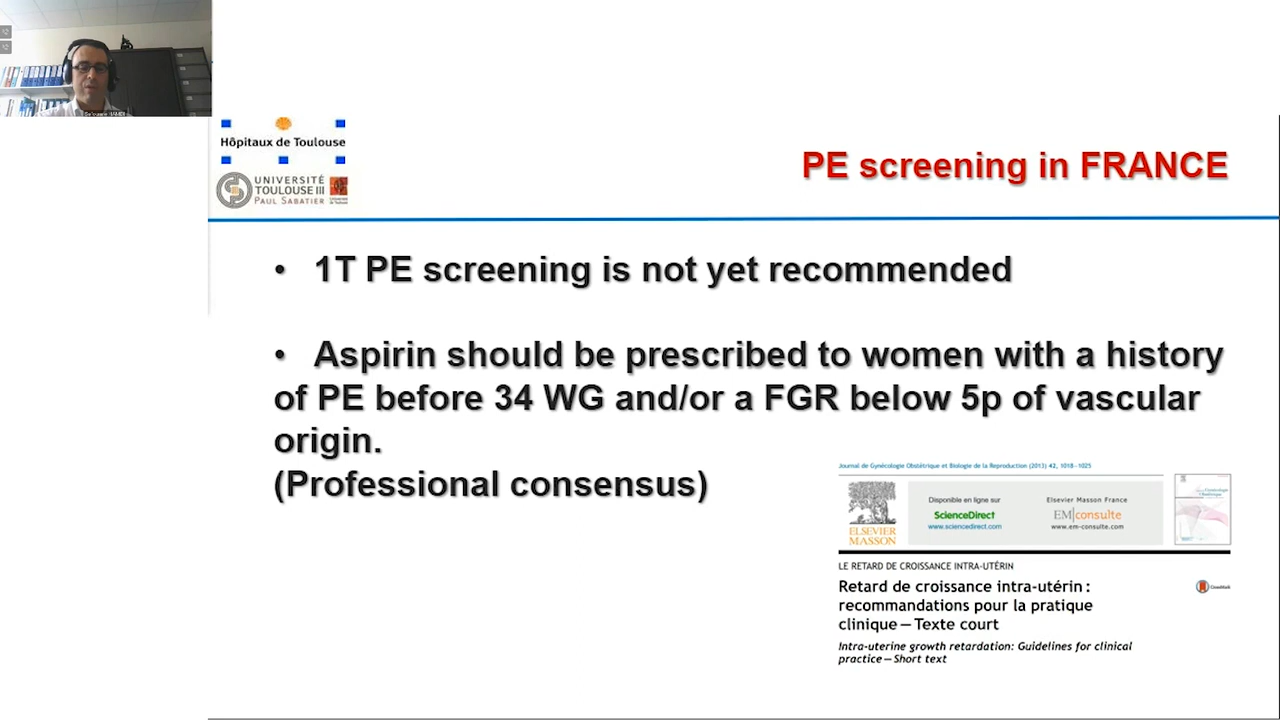 Hôpitaux de Toulouse
UNIVERSITÉ
TOULOUSE III
PAUL SABATIER
PE screening in FRANCE
• 1T PE screening is not yet recommended
• Aspirin should be prescribed to women with a history
of PE before 34 WG and/or a FGR below 5p of vascular
origin.
(Professional consensus)
Journal de Gynécologie Obstétrique et Biologie de la Reproduction (2013) 42, 1018–1025
Disponible en ligne sur
ScienceDirect
www.sciencedirect.com
Elsevier Masson France
EM|consulte
www.em-consulte.com
ELSEVIER
MASSON
LE RETARD DE CROISSANCE INTRA-UTÉRIN
Retard de croissance intra-utérin :
recommandations pour la pratique
clinique — Texte court
Intra-uterine growth retardation: Guidelines for clinical
practice — Short text